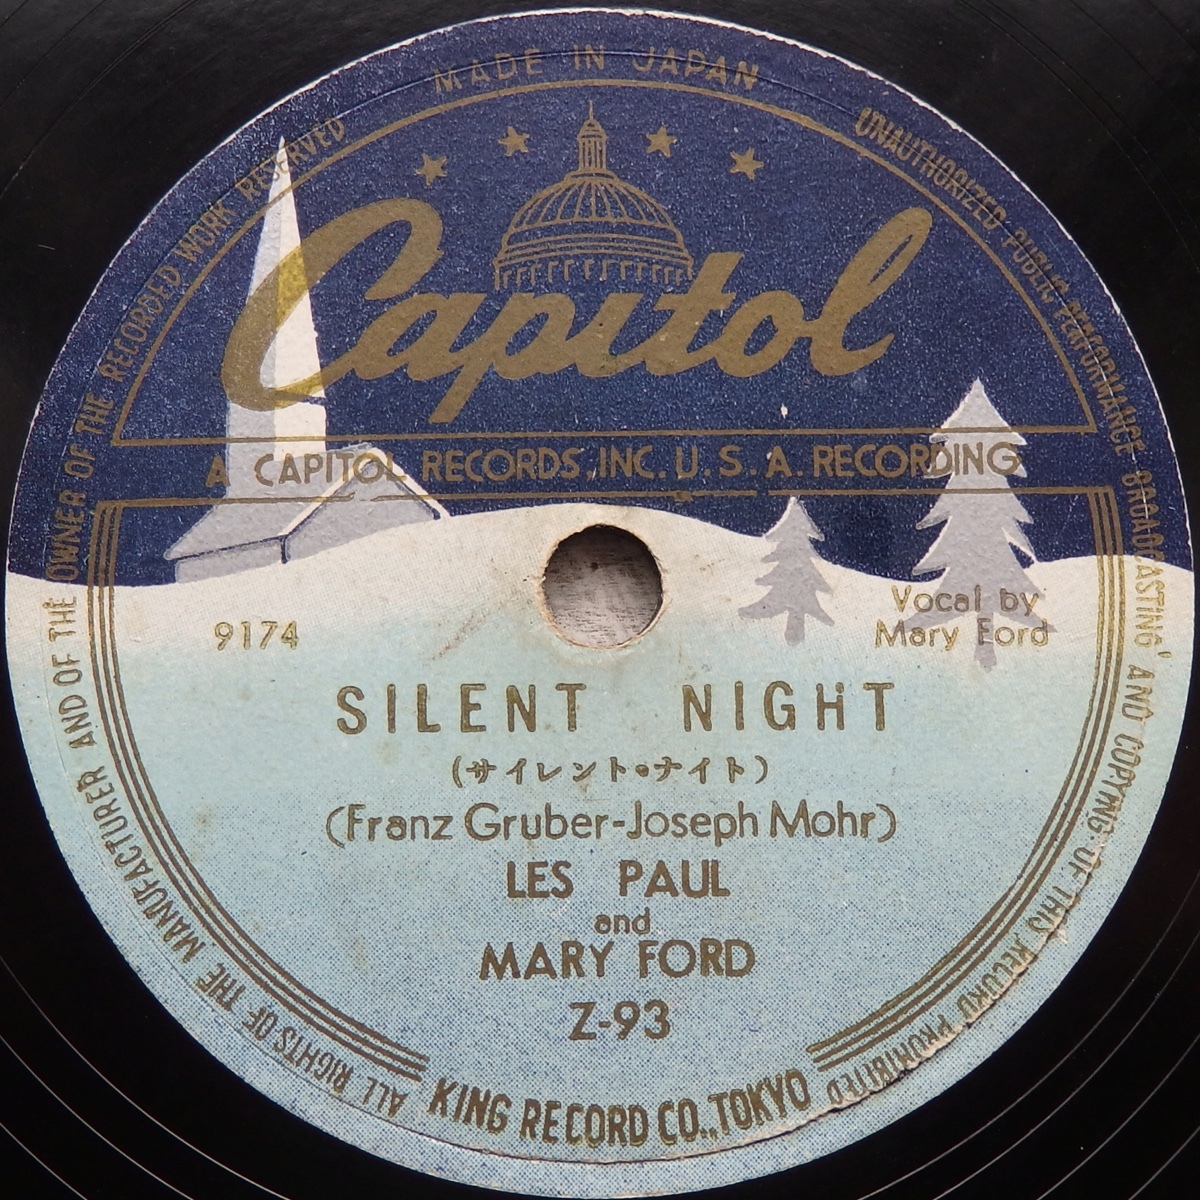 MADE IN JAPAN
Capitol
A CAPITOL RECORDS, INC. U. S. A. RECORDING
9174
Vocal by
Mary Ford
SILENT NIGHT
(サイレント・ナイト)
(Franz Gruber-Joseph Mohr)
LES PAUL
and
MARY FORD
Z-93
KING RECORD CO., TOKYO
ALL RIGHTS OF THE MANUFACTURER AND OF THE OWNER OF THE RECORDED WORK RESERVED
UNAUTHORIZED PUBLIC PERFORMANCE BROADCASTING' AND COPYING OF THIS RECORD PROHIBITED